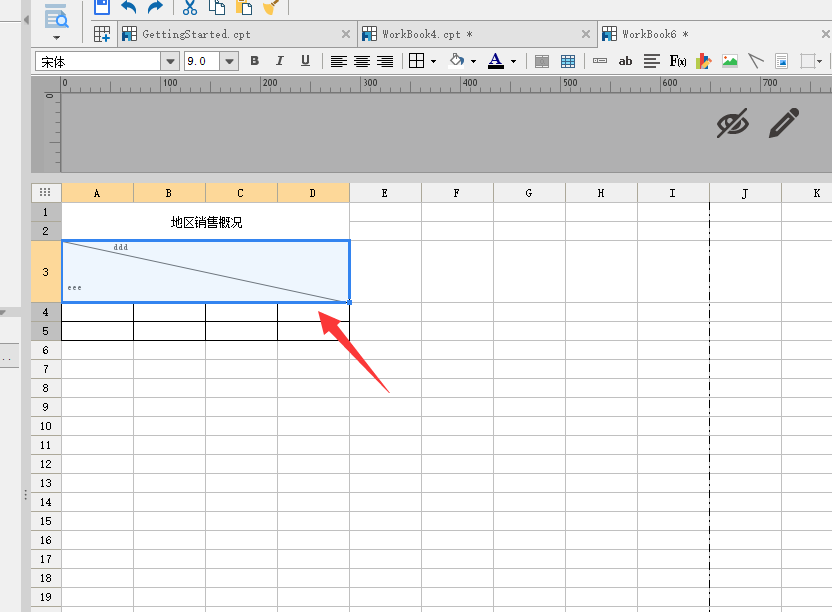 GettingStarted.cpt
WorkBook4.cpt *
WorkBook6 *
宋体
9.0
B
I
U
A
ab
F(x)
0
100
200
300
400
500
600
700
0
A
B
C
D
E
F
G
H
I
J
K
1
地区销售概况
2
3
ddd
eee
4
5
6
7
8
9
10
11
12
13
14
15
16
17
18
19
..